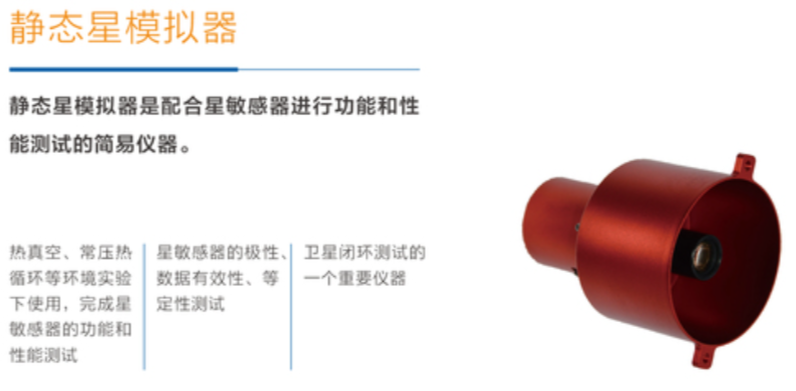 静态星模拟器
静态星模拟器是配合星敏感器进行功能和性
能测试的简易仪器。
热真空、常压热
循环等环境实验
下使用，完成星
敏感器的功能和
性能测试
星敏感器的极性、
数据有效性、等
定性测试
卫星闭环测试的
一个重要仪器